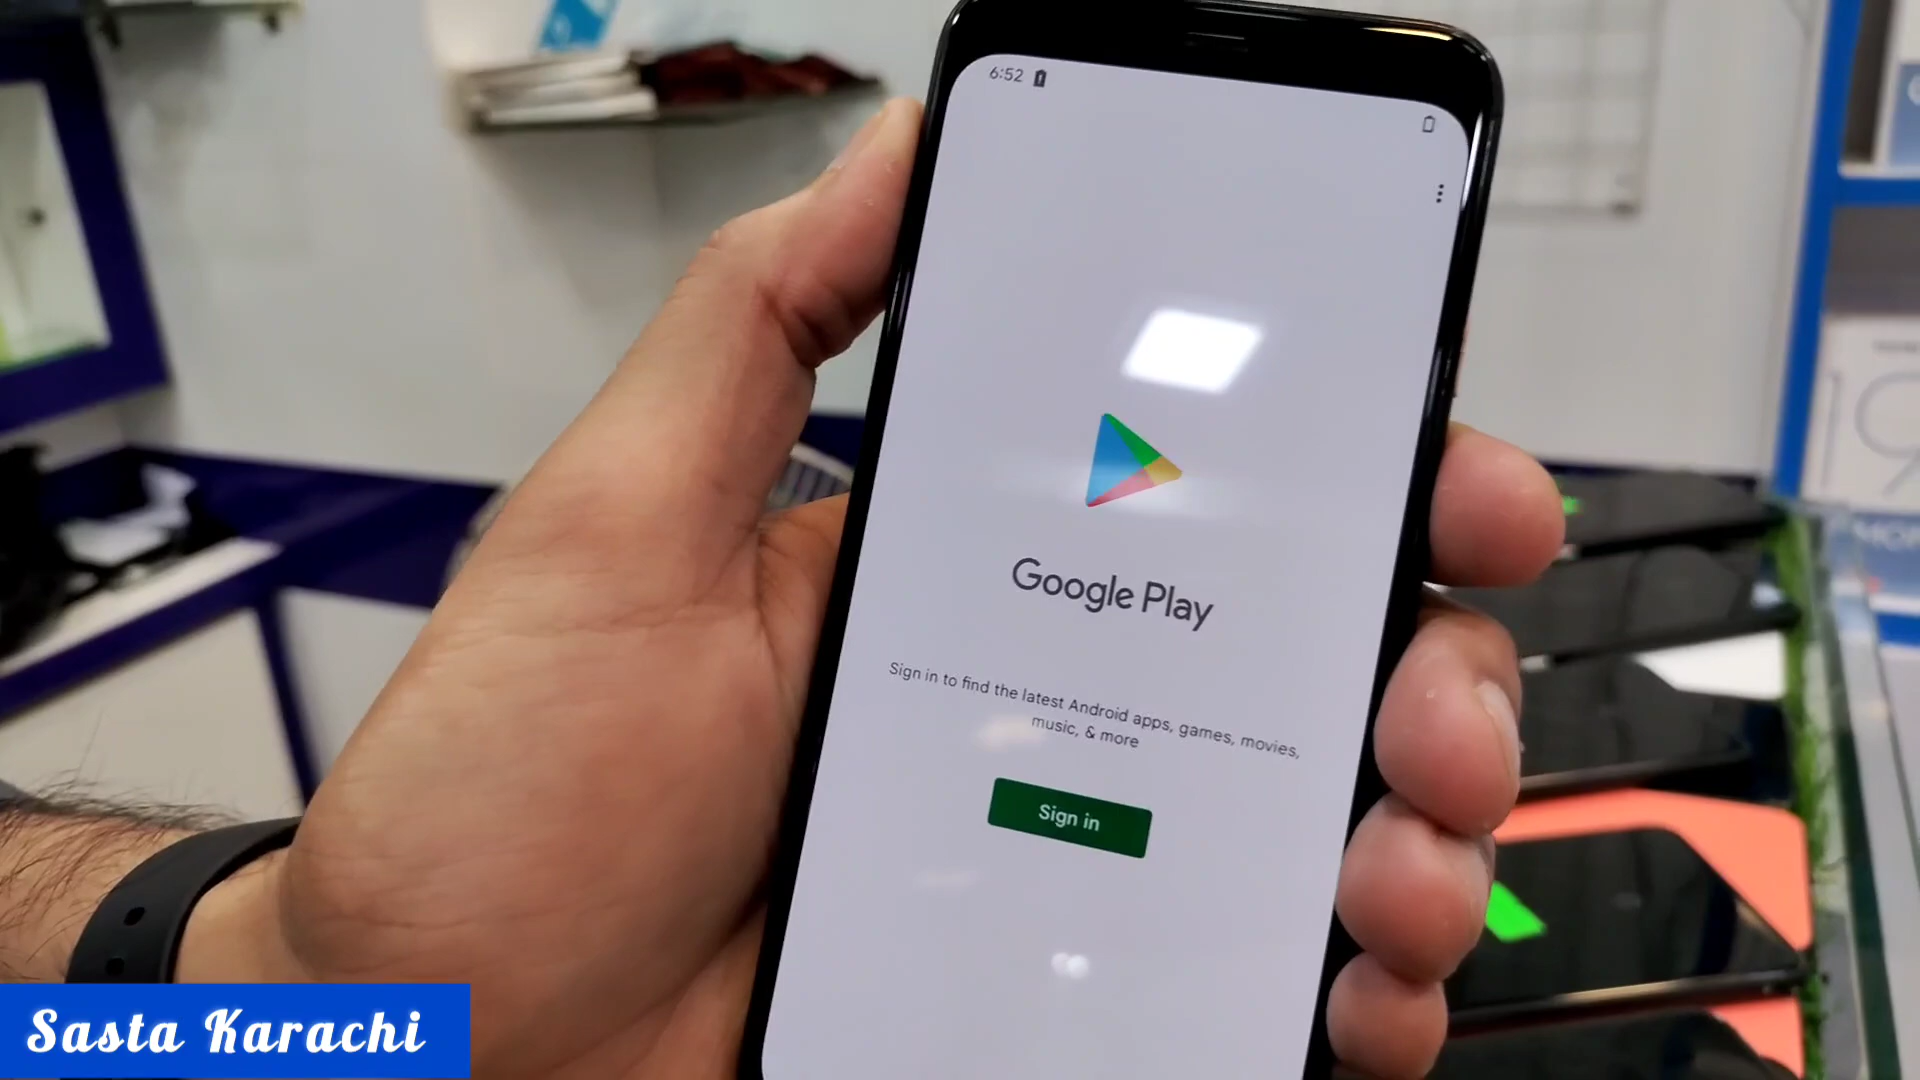 6:52
Google Play
Sign in to find the latest Android apps, games, movies,
music, & more
Sign in
Sasta Karachi